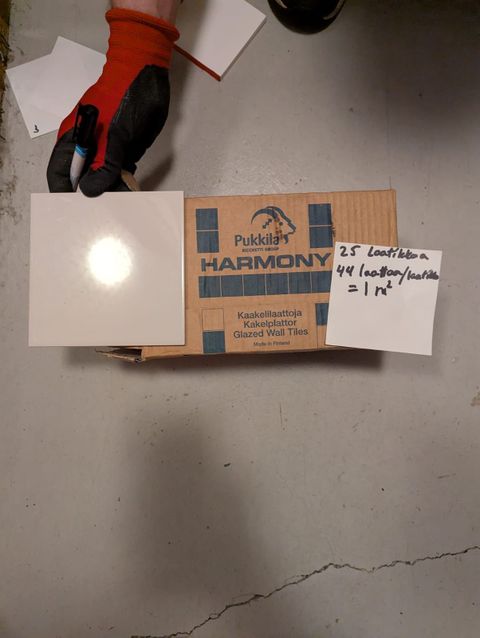 Pukkila
RICCHETTI GROUP
HARMONY
Kaakelilaattoja
Kakelplattor
Glazed Wall Tiles
Made in Finland
25 laatikkoa
44 laattaa/laatikko
= 1 m²